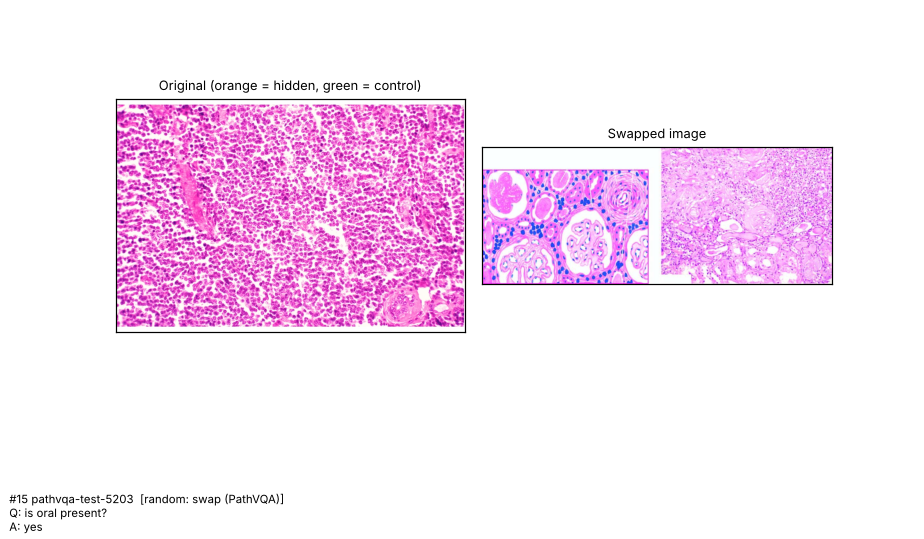 Original (orange = hidden, green = control)
Swapped image
#15 pathvqa-test-5203  [random: swap (PathVQA)]
Q: is oral present?
A: yes